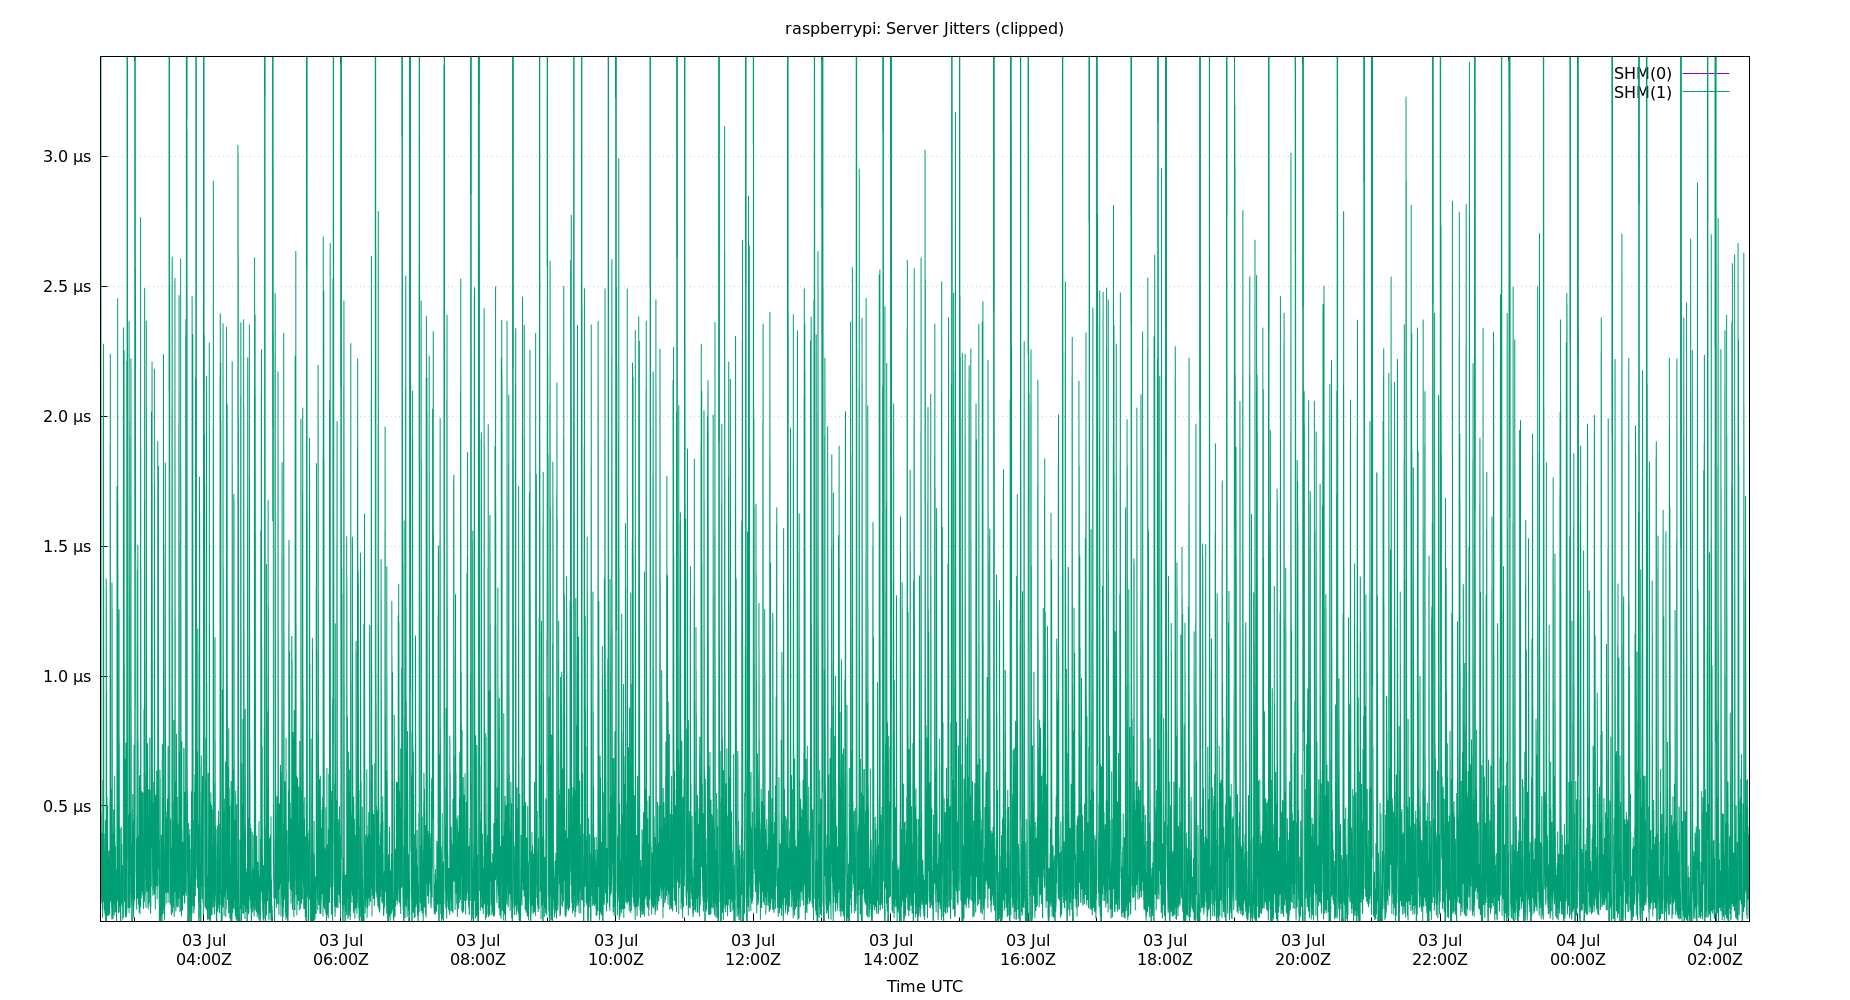 raspberrypi: Server Jitters (clipped)
SHM(0)
SHM(1)
3.0 µs
2.5 µs
2.0 µs
1.5 µs
1.0 µs
0.5 µs
03 Jul 03 Jul 03 Jul 03 Jul 03 Jul 03 Jul 03 Jul 03 Jul 03 Jul 03 Jul 04 Jul 04 Jul
04:00Z 06:00Z 08:00Z 10:00Z 12:00Z 14:00Z 16:00Z 18:00Z 20:00Z 22:00Z 00:00Z 02:00Z
Time UTC